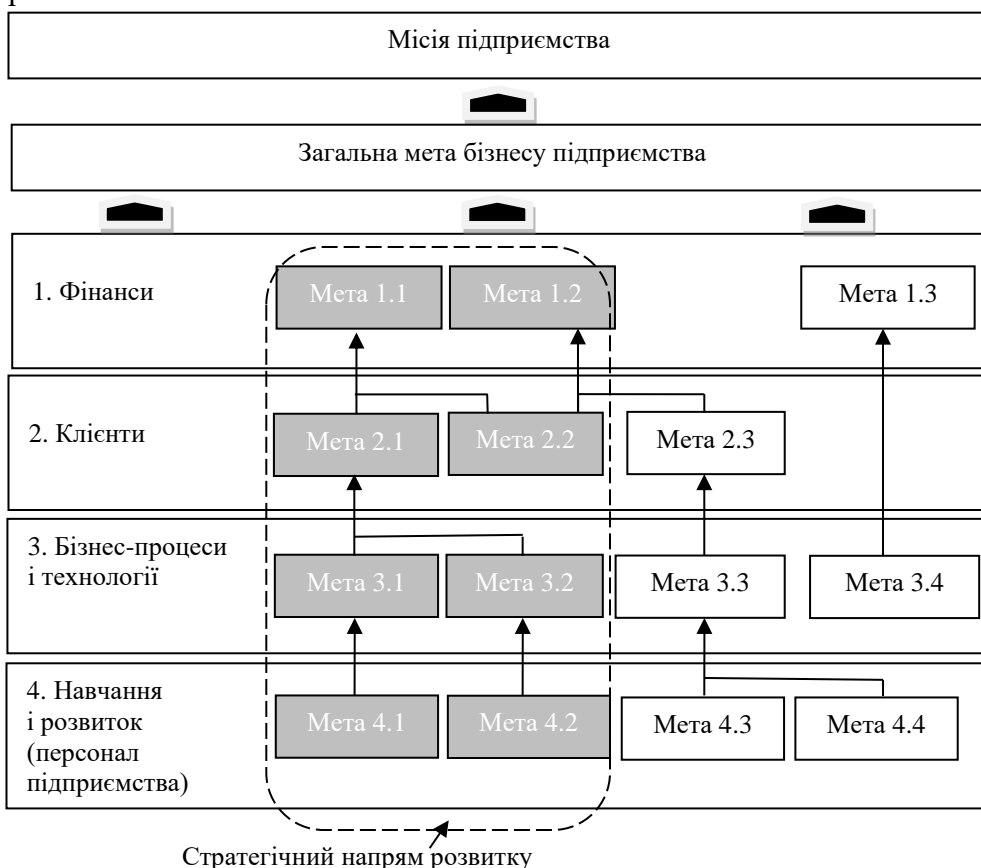 Місія підприємства
Загальна мета бізнесу підприємства
1. Фінанси
Мета 1.1
Мета 1.2
Мета 1.3
2. Клієнти
Мета 2.1
Мета 2.2
Мета 2.3
3. Бізнес-процеси
і технології
Мета 3.1
Мета 3.2
Мета 3.3
Мета 3.4
4. Навчання
і розвиток
(персонал
підприємства)
Мета 4.1
Мета 4.2
Мета 4.3
Мета 4.4
Стратегічний напрям розвитку